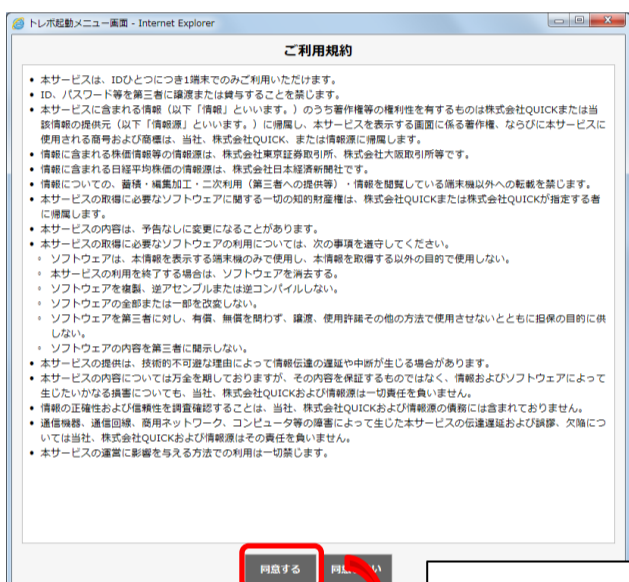 トレボ起動メニュー画面 - Internet Explorer
ご利用規約
• 本サービスは、IDひとつにつき1端末でのみご利用いただけます。
• ID、パスワード等を第三者に譲渡または貸与することを禁じます。
• 本サービスに含まれる情報（以下「情報」といいます。）のうち著作権等の権利性を有するものは株式会社QUICKまたは当
該情報の提供元（以下「情報源」といいます。）に帰属し、本サービスを表示する画面に係る著作権、ならびに本サービスに
使用される商号および商標は、当社、株式会社QUICK、または情報源に帰属します。
• 情報に含まれる株価情報等の情報源は、株式会社東京証券取引所、株式会社大阪取引所等です。
• 情報に含まれる日経平均株価の情報源は、株式会社日本経済新聞社です。
• 情報についての、蓄積・編集加工・二次利用（第三者への提供等）・情報を閲覧している端末機以外への転載を禁じます。
• 本サービスの取得に必要なソフトウェアに関する一切の知的財産権は、株式会社QUICKまたは株式会社QUICKが指定する者
に帰属します。
• 本サービスの内容は、予告なしに変更になることがあります。
• 本サービスの取得に必要なソフトウェアの利用については、次の事項を遵守してください。
◦ ソフトウェアは、本情報を表示する端末機のみで使用し、本情報を取得する以外の目的で使用しない。
◦ 本サービスの利用を終了する場合は、ソフトウェアを消去する。
◦ ソフトウェアを複製、逆アセンブルまたは逆コンパイルしない。
◦ ソフトウェアの全部または一部を改変しない。
◦ ソフトウェアを第三者に対し、有償、無償を問わず、譲渡、使用許諾その他の方法で使用させないとともに担保の目的に供
しない。
◦ ソフトウェアの内容を第三者に開示しない。
• 本サービスの提供は、技術的不可避な理由によって情報伝達の遅延や中断が生じる場合があります。
• 本サービスの内容については万全を期しておりますが、その内容を保証するものではなく、情報およびソフトウェアによって
生じたいかなる損害についても、当社、株式会社QUICKおよび情報源は一切責任を負いません。
• 情報の正確性および信頼性を調査確認することは、当社、株式会社QUICKおよび情報源の債務には含まれておりません。
• 通信機器、通信回線、商用ネットワーク、コンピュータ等の障害によって生じた本サービスの伝達遅延および誤謬、欠陥につ
いては当社、株式会社QUICKおよび情報源はその責任を負いません。
• 本サービスの運営に影響を与える方法での利用は一切禁じます。
同意する